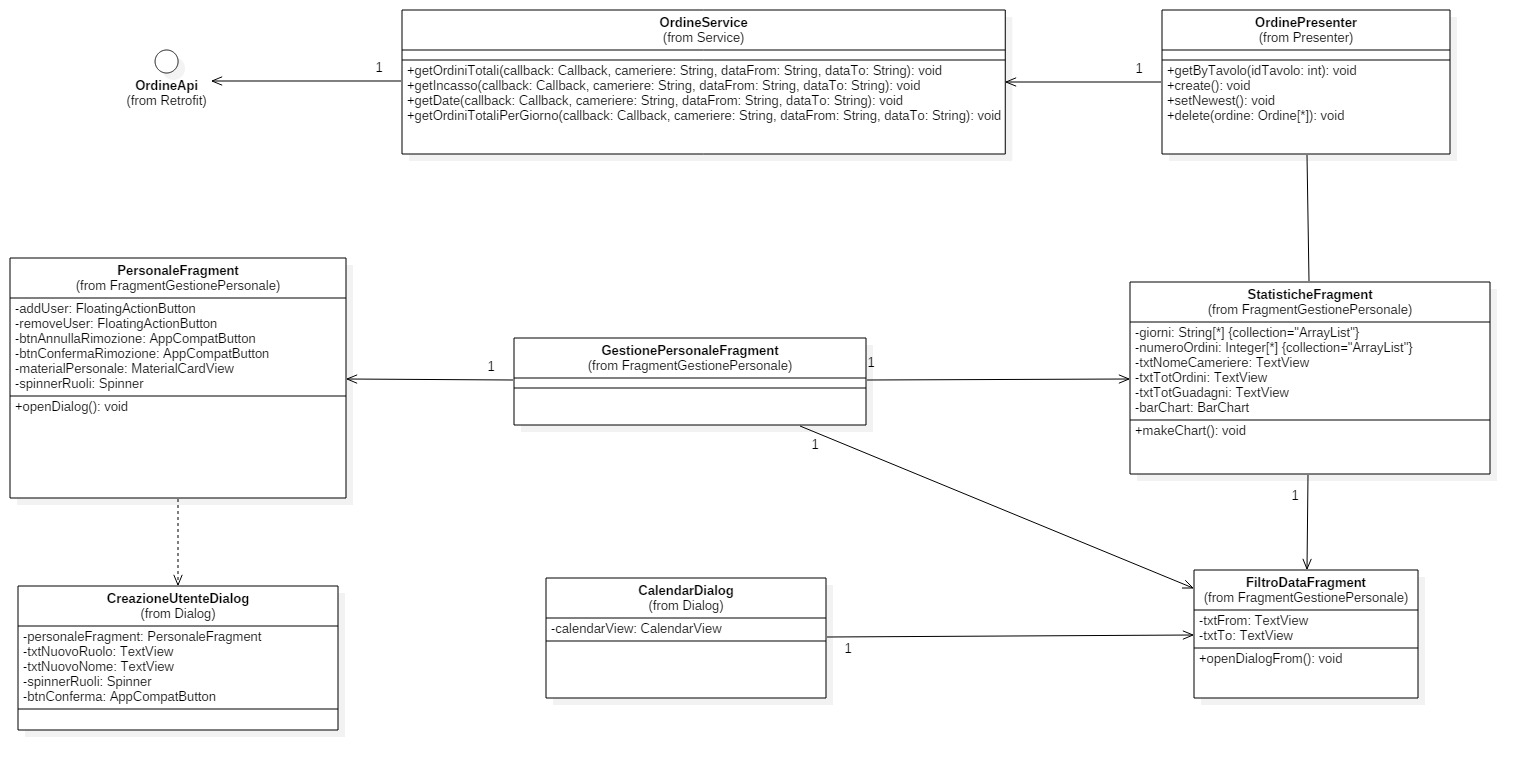 OrdineApi
(from Retrofit)
1
OrdineService
(from Service)
+getOrdiniTotali(callback: Callback, cameriere: String, dataFrom: String, dataTo: String): void
+getIncasso(callback: Callback, cameriere: String, dataFrom: String, dataTo: String): void
+getDate(callback: Callback, cameriere: String, dataFrom: String, dataTo: String): void
+getOrdiniTotaliPerGiorno(callback: Callback, cameriere: String, dataFrom: String, dataTo: String): void
1
OrdinePresenter
(from Presenter)
+getByTavolo(idTavolo: int): void
+create(): void
+setNewest(): void
+delete(ordine: Ordine[*]): void
PersonaleFragment
(from FragmentGestionePersonale)
-addUser: FloatingActionButton
-removeUser: FloatingActionButton
-btnAnnullaRimozione: AppCompatButton
-btnConfermaRimozione: AppCompatButton
-materialPersonale: MaterialCardView
-spinnerRuoli: Spinner
+openDialog(): void
1
GestionePersonaleFragment
(from FragmentGestionePersonale)
1
1
StatisticheFragment
(from FragmentGestionePersonale)
-giorni: String[*] {collection="ArrayList"}
-numeroOrdini: Integer[*] {collection="ArrayList"}
-txtNomeCameriere: TextView
-txtTotOrdini: TextView
-txtTotGuadagni: TextView
-barChart: BarChart
+makeChart(): void
1
CreazioneUtenteDialog
(from Dialog)
-personaleFragment: PersonaleFragment
-txtNuovoRuolo: TextView
-txtNuovoNome: TextView
-spinnerRuoli: Spinner
-btnConferma: AppCompatButton
CalendarDialog
(from Dialog)
-calendarView: CalendarView
1
FiltroDataFragment
(from FragmentGestionePersonale)
-txtFrom: TextView
-txtTo: TextView
+openDialogFrom(): void